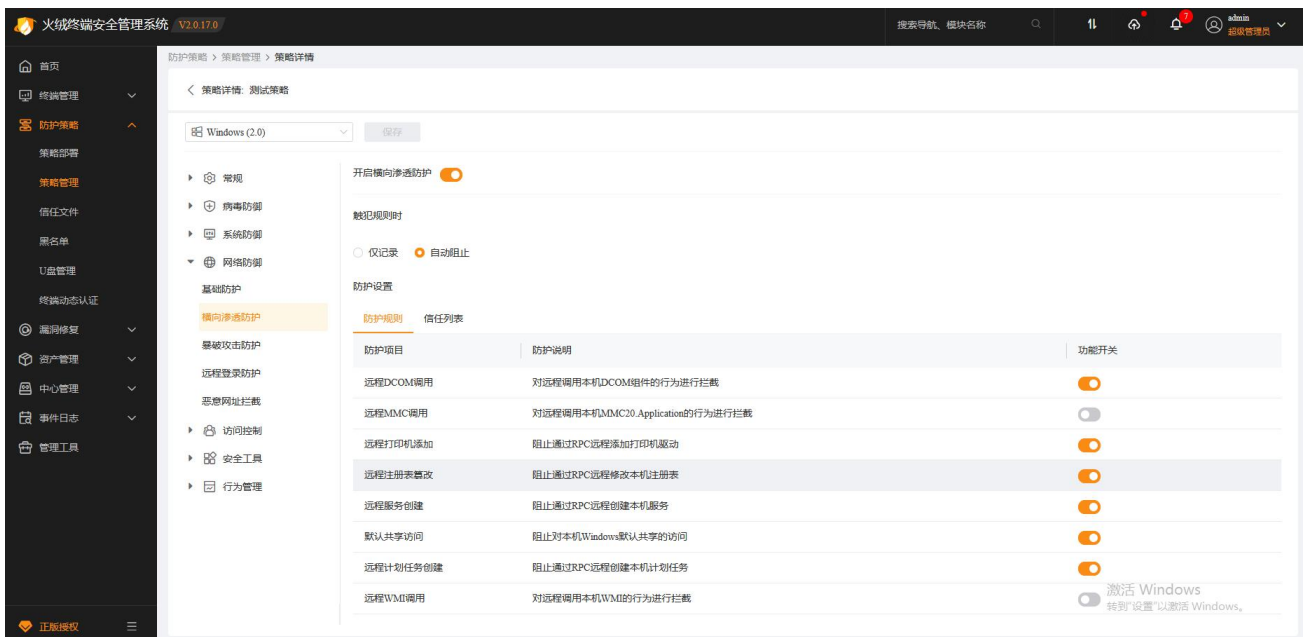 火绒终端安全管理系统 V2.0.17.0
搜索导航、模块名称
7
admin
超级管理员
首页
终端管理
防护策略
策略部署
策略管理
信任文件
黑名单
U盘管理
终端动态认证
漏洞修复
资产管理
中心管理
事件日志
管理工具
正版授权
防护策略 > 策略管理 > 策略详情
策略详情: 测试策略
Windows (2.0)
保存
常规
病毒防御
系统防御
网络防御
基础防护
横向渗透防护
暴破攻击防护
远程登录防护
恶意网址拦截
访问控制
安全工具
行为管理
开启横向渗透防护
触犯规则时
仅记录 自动阻止
防护设置
防护规则 信任列表
防护项目 防护说明 功能开关
远程DCOM调用 对远程调用本机DCOM组件的行为进行拦截
远程MMC调用 对远程调用本机MMC20.Application的行为进行拦截
远程打印机添加 阻止通过RPC远程添加打印机驱动
远程注册表篡改 阻止通过RPC远程修改本机注册表
远程服务创建 阻止通过RPC远程创建本机服务
默认共享访问 阻止对本机Windows默认共享的访问
远程计划任务创建 阻止通过RPC远程创建本机计划任务
远程WMI调用 对远程调用本机WMI的行为进行拦截
激活 Windows
转到"设置"以激活 Windows。